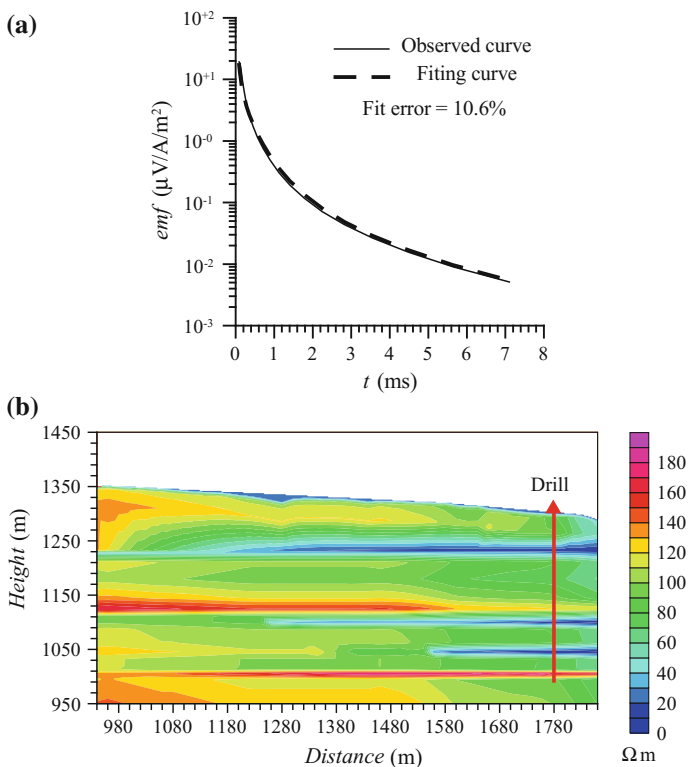 (a)
10⁺²
10⁺¹
10⁻⁰
10⁻¹
10⁻²
10⁻³
emf (μV/A/m²)
Observed curve
Fiting curve
Fit error = 10.6%
0 1 2 3 4 5 6 7 8
t (ms)
(b)
1450
1350
1250
1150
1050
950
Height (m)
Drill
980 1080 1180 1280 1380 1480 1580 1680 1780
Distance (m)
180
160
140
120
100
80
60
40
20
0
Ω m